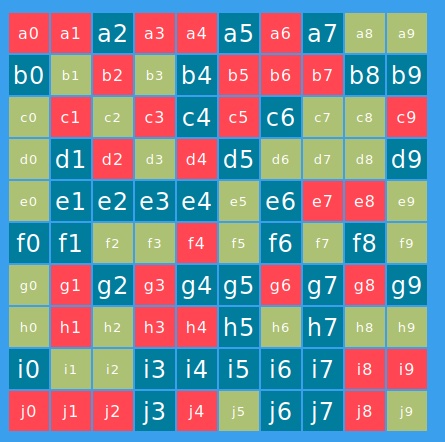 a0 a1 a2 a3 a4 a5 a6 a7 a8 a9
b0 b1 b2 b3 b4 b5 b6 b7 b8 b9
c0 c1 c2 c3 c4 c5 c6 c7 c8 c9
d0 d1 d2 d3 d4 d5 d6 d7 d8 d9
e0 e1 e2 e3 e4 e5 e6 e7 e8 e9
f0 f1 f2 f3 f4 f5 f6 f7 f8 f9
g0 g1 g2 g3 g4 g5 g6 g7 g8 g9
h0 h1 h2 h3 h4 h5 h6 h7 h8 h9
i0 i1 i2 i3 i4 i5 i6 i7 i8 i9
j0 j1 j2 j3 j4 j5 j6 j7 j8 j9